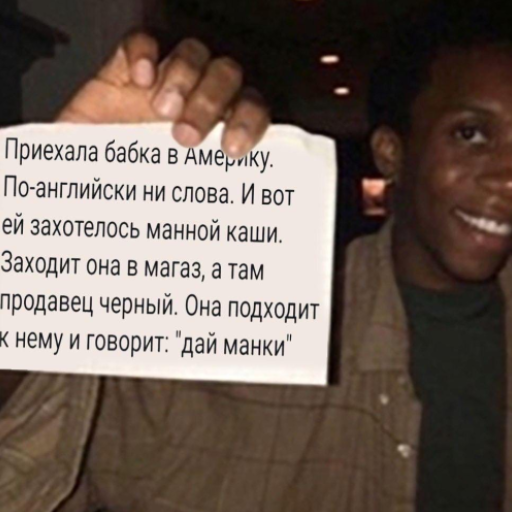 Приехала бабка в Америку.
По-английски ни слова. И вот
ей захотелось манной каши.
Заходит она в магаз, а там
продавец черный. Она подходит
к нему и говорит: "дай манки"